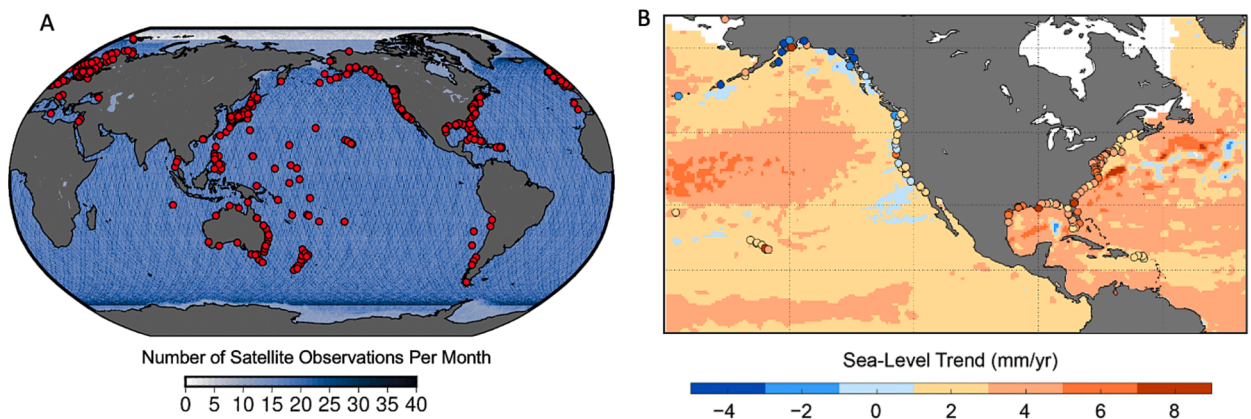 A
B
Number of Satellite Observations Per Month
0 5 10 15 20 25 30 35 40
Sea-Level Trend (mm/yr)
−4 −2 0 2 4 6 8